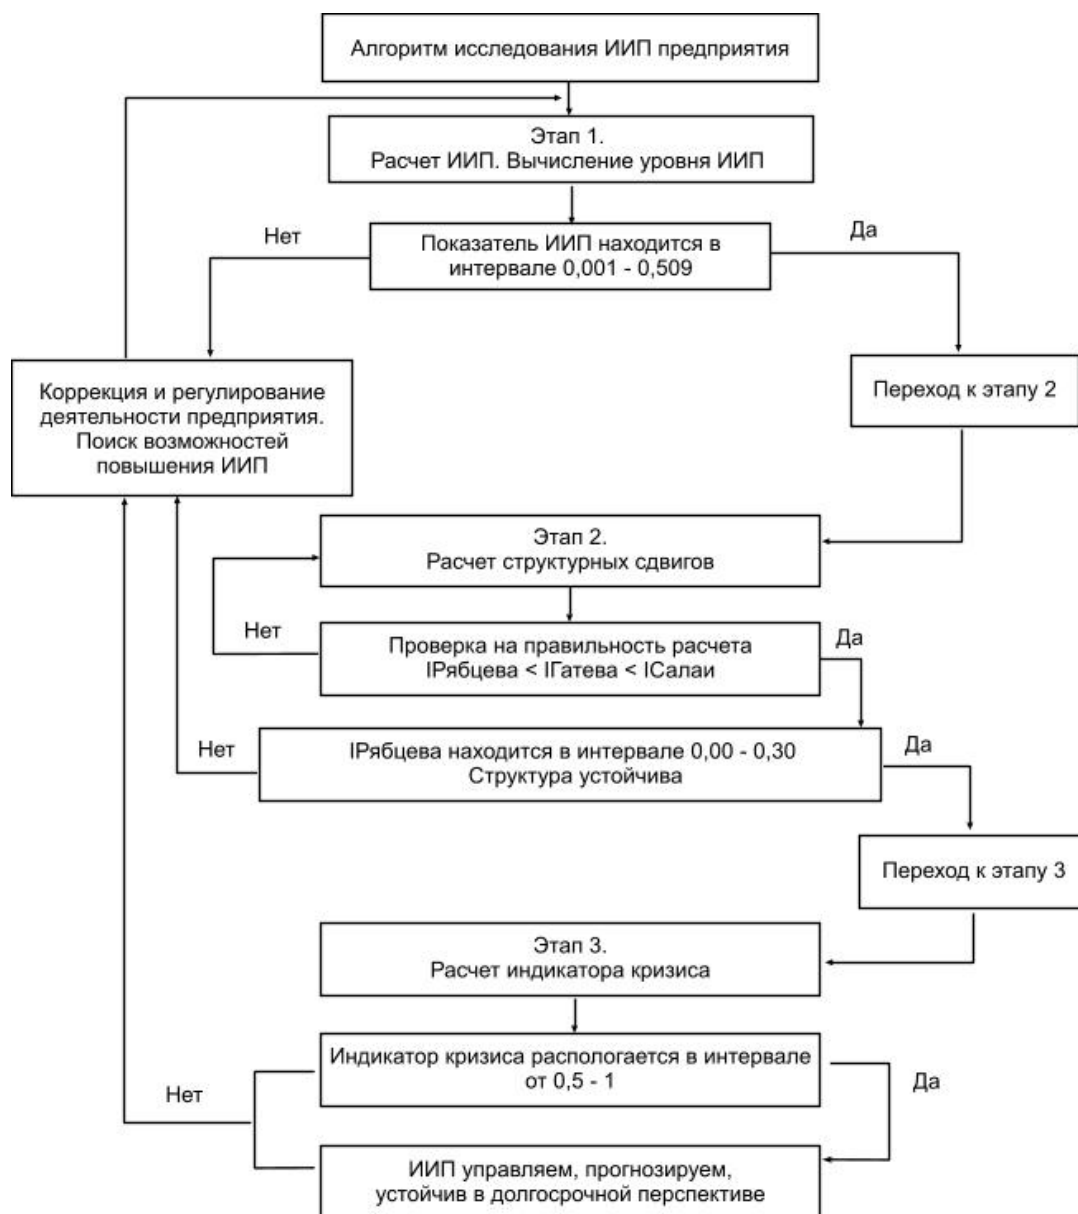 Алгоритм исследования ИИП предприятия
Этап 1.
Расчет ИИП. Вычисление уровня ИИП
Нет
Показатель ИИП находится в
интервале 0,001 - 0,509
Да
Коррекция и регулирование
деятельности предприятия.
Поиск возможностей
повышения ИИП
Переход к этапу 2
Этап 2.
Расчет структурных сдвигов
Нет
Проверка на правильность расчета
IРябцева < IГатева < IСалаи
Да
Нет
IРябцева находится в интервале 0,00 - 0,30
Структура устойчива
Да
Переход к этапу 3
Этап 3.
Расчет индикатора кризиса
Индикатор кризиса распологается в интервале
от 0,5 - 1
Нет
Да
ИИП управляем, прогнозируем,
устойчив в долгосрочной перспективе